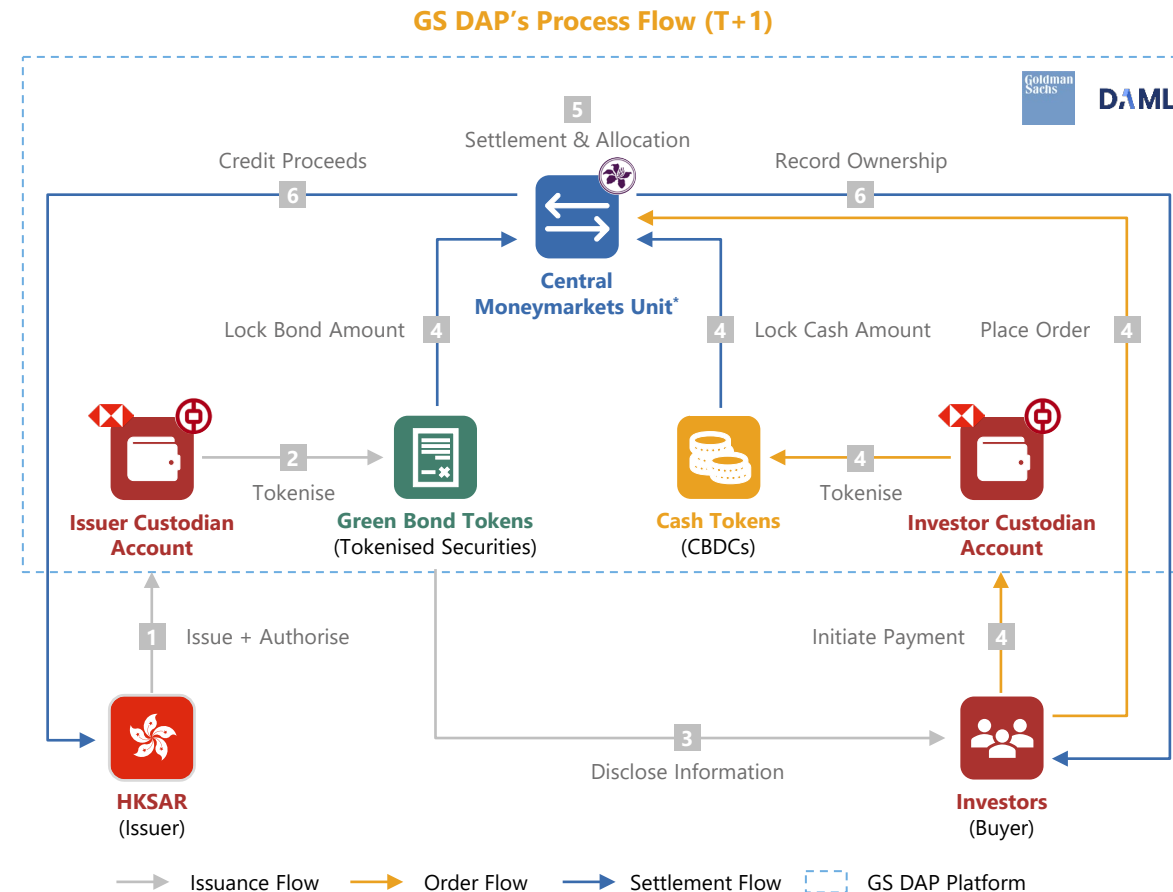 GS DAP's Process Flow (T+1)
Goldman
Sachs
DAML
5
Settlement & Allocation
Credit Proceeds
Record Ownership
6
6
Central
Moneymarkets Unit*
Lock Bond Amount
4
4
Lock Cash Amount
Place Order
4
2
Tokenise
4
Tokenise
Issuer Custodian
Account
Green Bond Tokens
(Tokenised Securities)
Cash Tokens
(CBDCs)
Investor Custodian
Account
1
Issue + Authorise
Initiate Payment
4
3
Disclose Information
HKSAR
(Issuer)
Investors
(Buyer)
Issuance Flow
Order Flow
Settlement Flow
GS DAP Platform